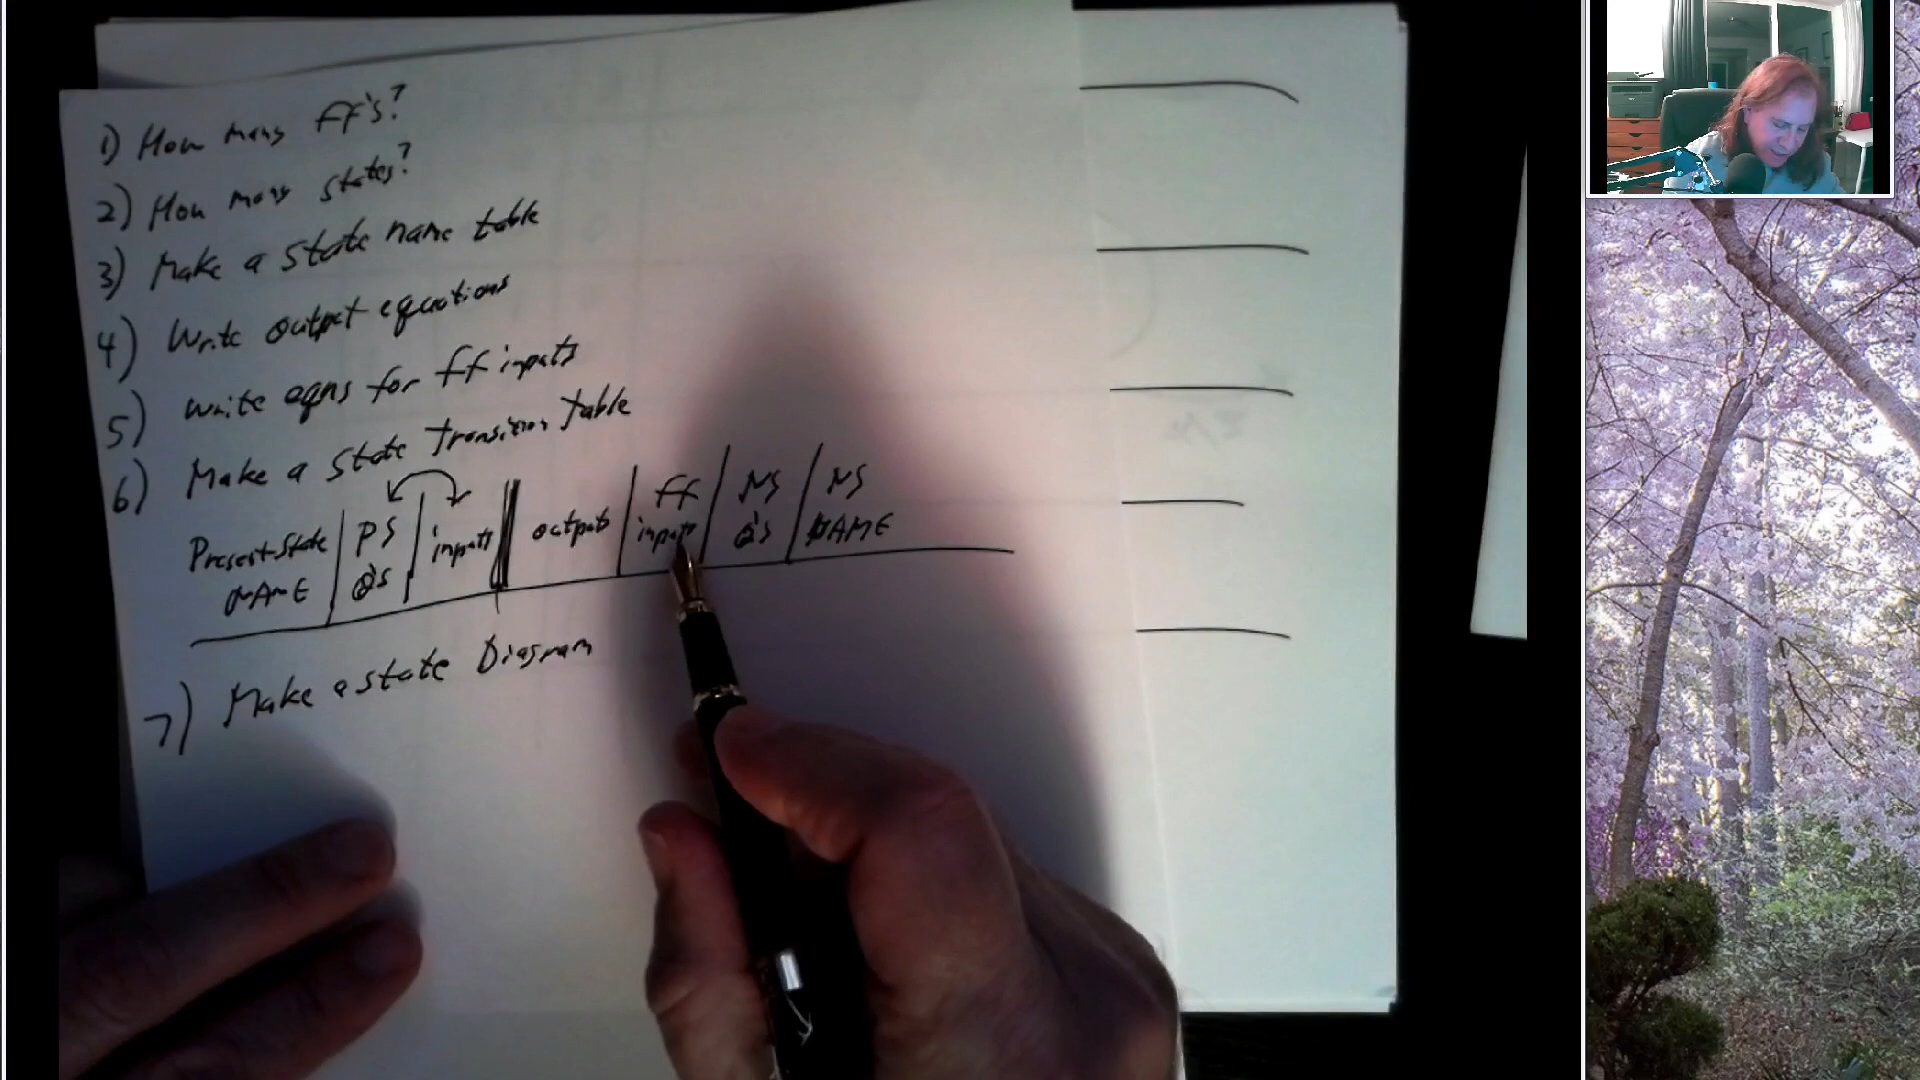 1) How many FF's?
2) How many states?
3) Make a state name table
4) Write output equations
5) write eqns for FF inputs
6) Make a State Transition Table
Present State NAME | PS Q's | inputs | outputs | FF inputs | NS Q's | NS NAME
7) Make a state Diagram